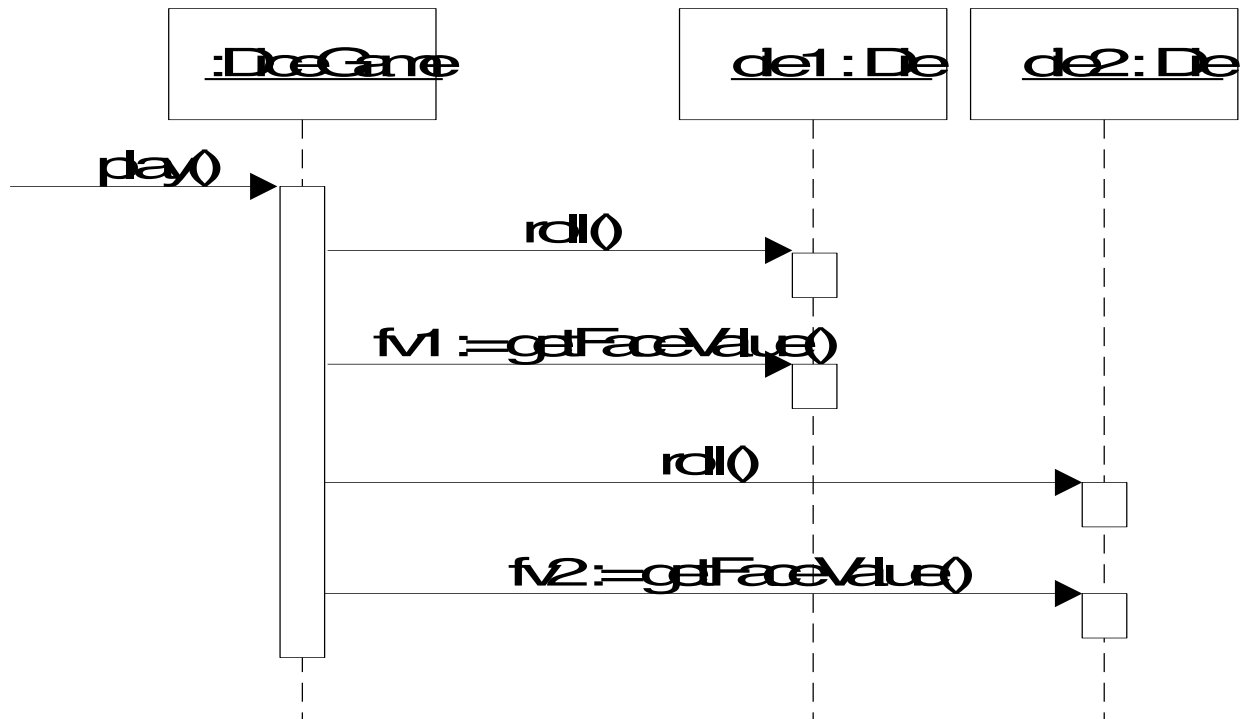 :DiceGame
die1 : Die
die2 : Die
play()
roll()
fv1 := getFaceValue()
roll()
fv2 := getFaceValue()